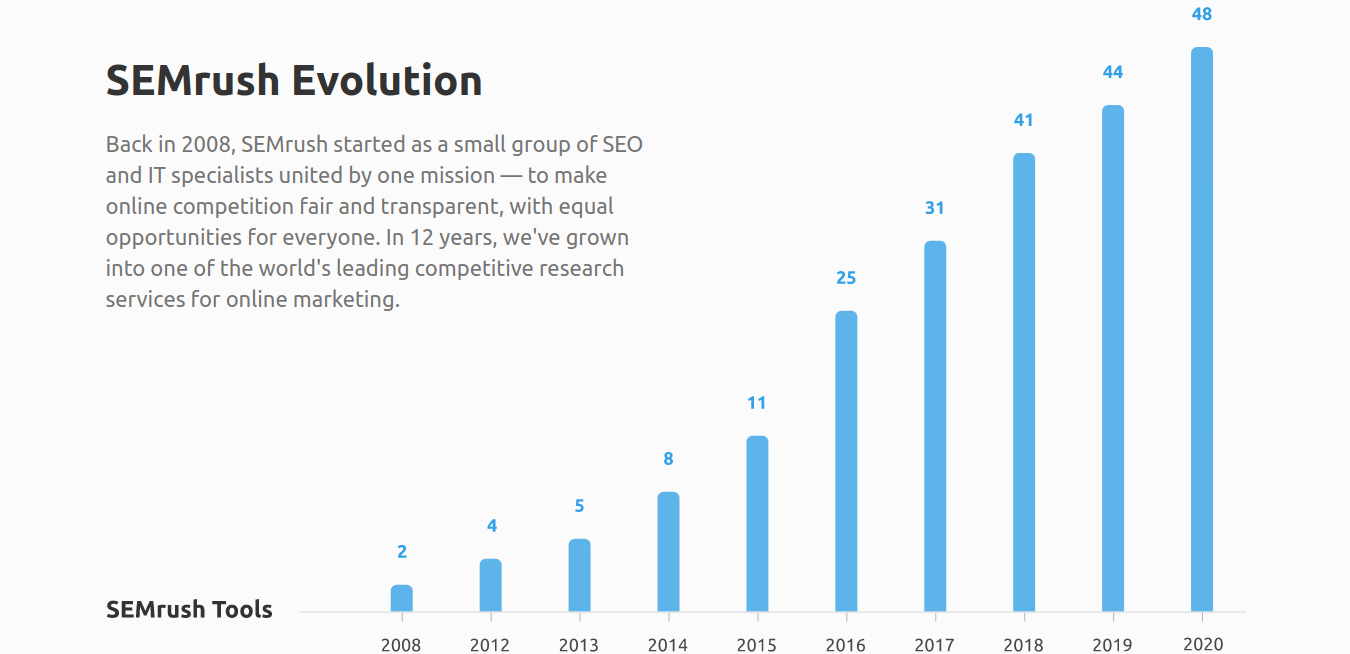 48
SEMrush Evolution
44
41
Back in 2008, SEMrush started as a small group of SEO
and IT specialists united by one mission — to make
online competition fair and transparent, with equal
31
opportunities for everyone. In 12 years, we've grown
into one of the world's leading competitive research
25
services for online marketing.
11
8
5
4
2
SEMrush Tools
2008 2012 2013 2014 2015 2016 2017 2018 2019 2020